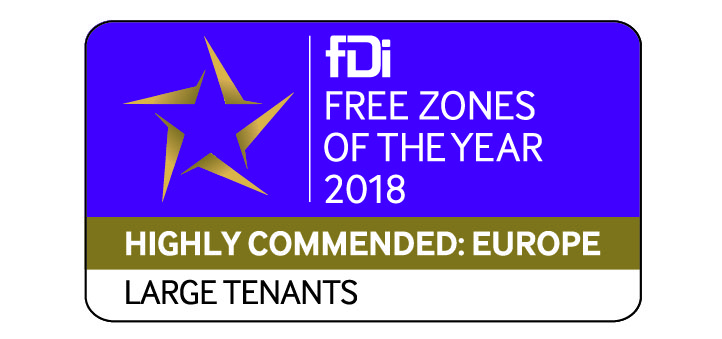 fDi
FREE ZONES
OF THE YEAR
2018
HIGHLY COMMENDED: EUROPE
LARGE TENANTS